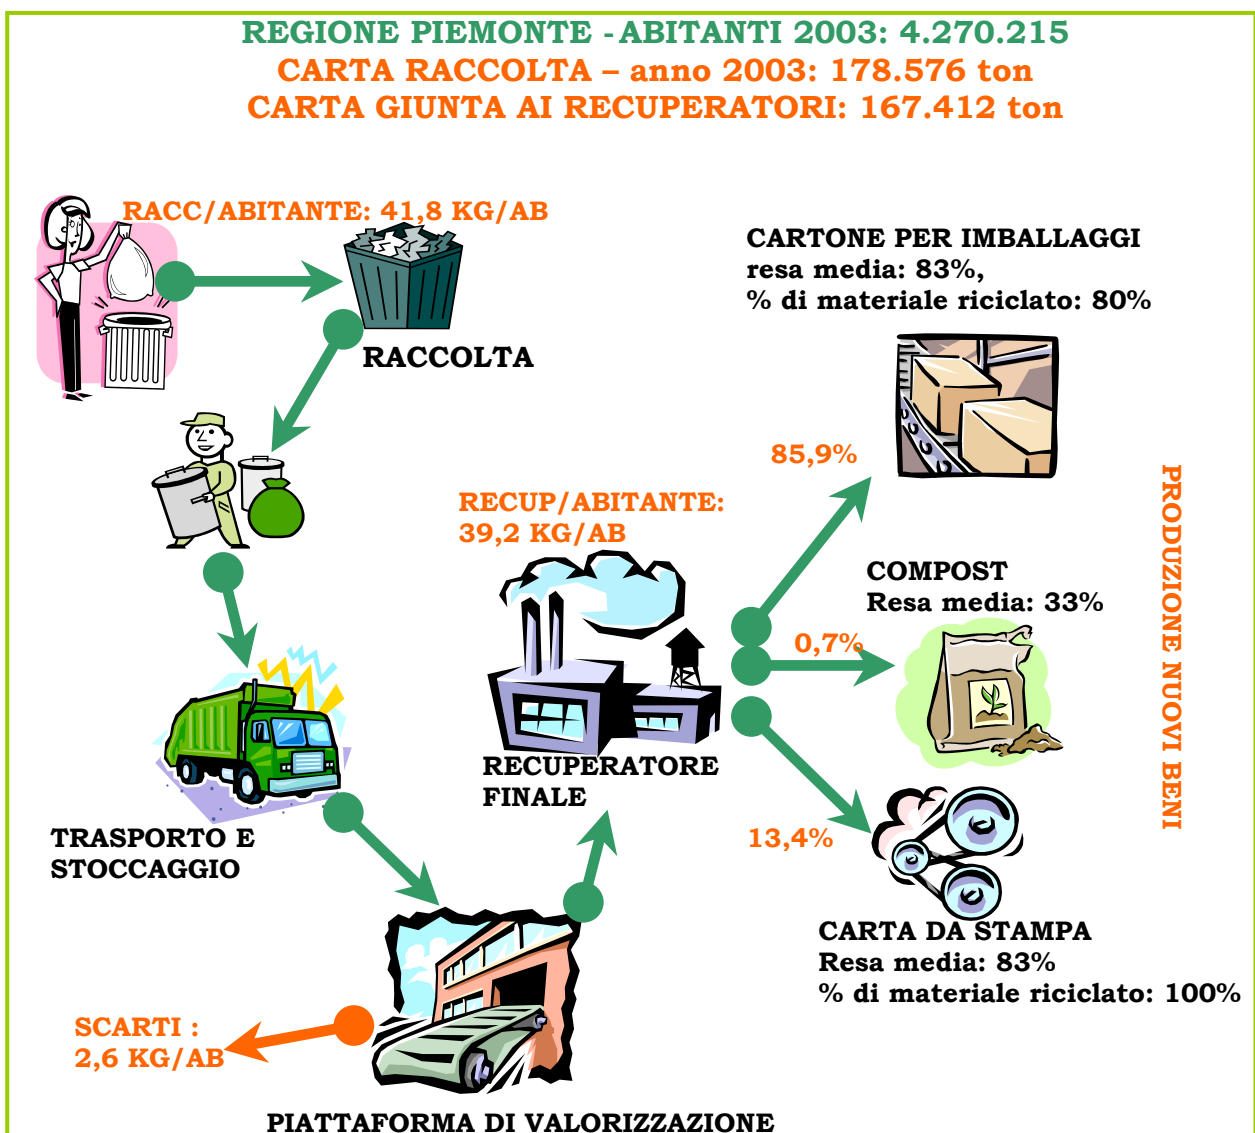 REGIONE PIEMONTE - ABITANTI 2003: 4.270.215
CARTA RACCOLTA – anno 2003: 178.576 ton
CARTA GIUNTA AI RECUPERATORI: 167.412 ton
RACC/ABITANTE: 41,8 KG/AB
RACCOLTA
CARTONE PER IMBALLAGGI
resa media: 83%,
% di materiale riciclato: 80%
85,9%
RECUP/ABITANTE:
39,2 KG/AB
COMPOST
Resa media: 33%
0,7%
PRODUZIONE NUOVI BENI
RECUPERATORE
FINALE
TRASPORTO E
STOCCAGGIO
13,4%
CARTA DA STAMPA
Resa media: 83%
% di materiale riciclato: 100%
SCARTI :
2,6 KG/AB
PIATTAFORMA DI VALORIZZAZIONE